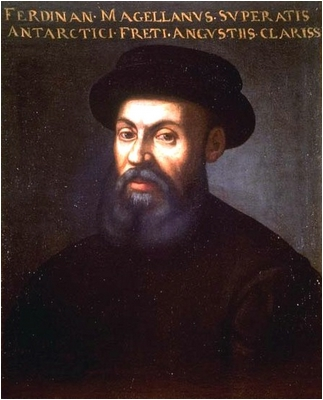 FERDINAN · MAGELLANVS · SVPERATIS
ANTARCTICI · FRETI · ANGVSTIIS · CLARISS